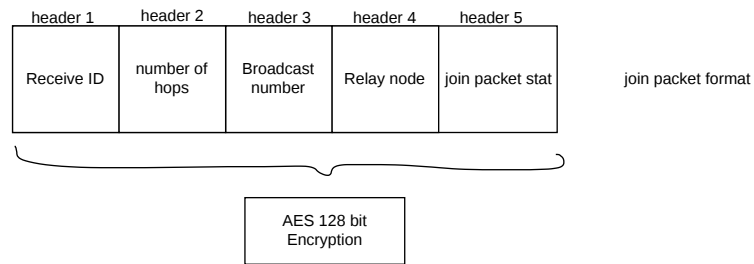 header 1 header 2 header 3 header 4 header 5
Receive ID
number of
hops
Broadcast
number
Relay node
join packet stat
join packet format
AES 128 bit
Encryption